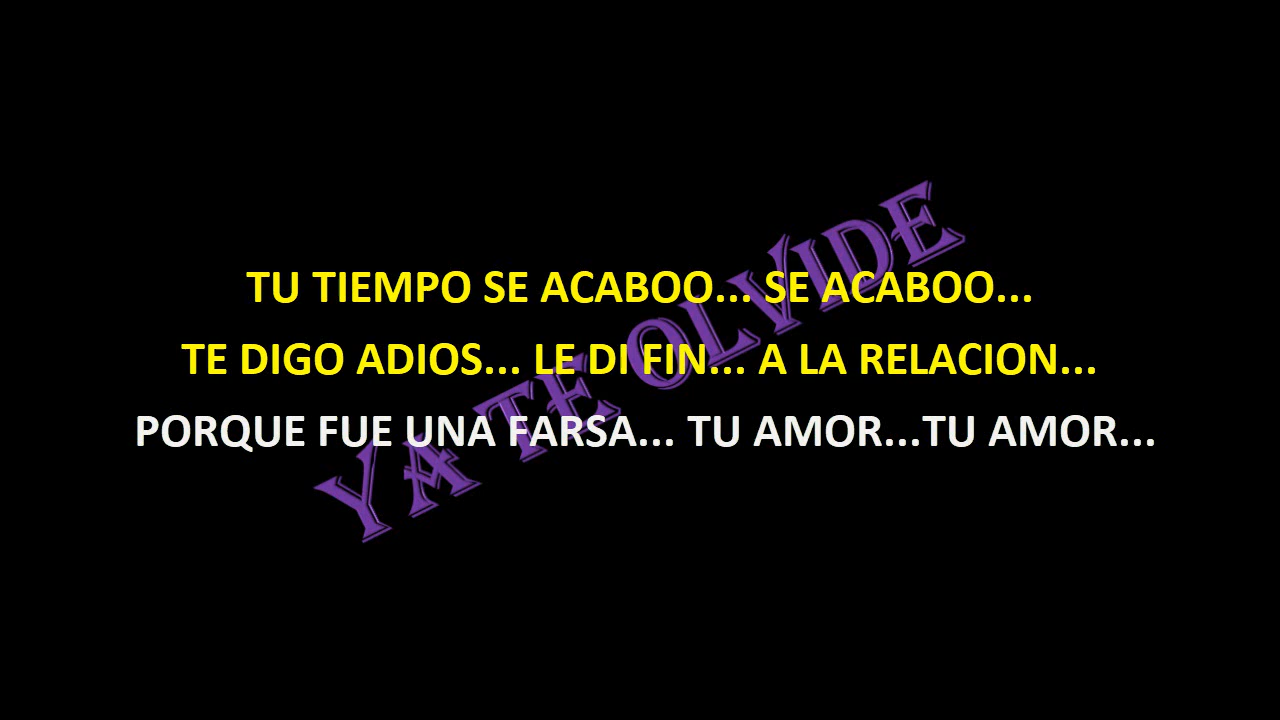 TU TIEMPO SE ACABOO... SE ACABOO...
TE DIGO ADIOS... LE DI FIN... A LA RELACION...
PORQUE FUE UNA FARSA... TU AMOR...TU AMOR...
YA TE OLVIDE